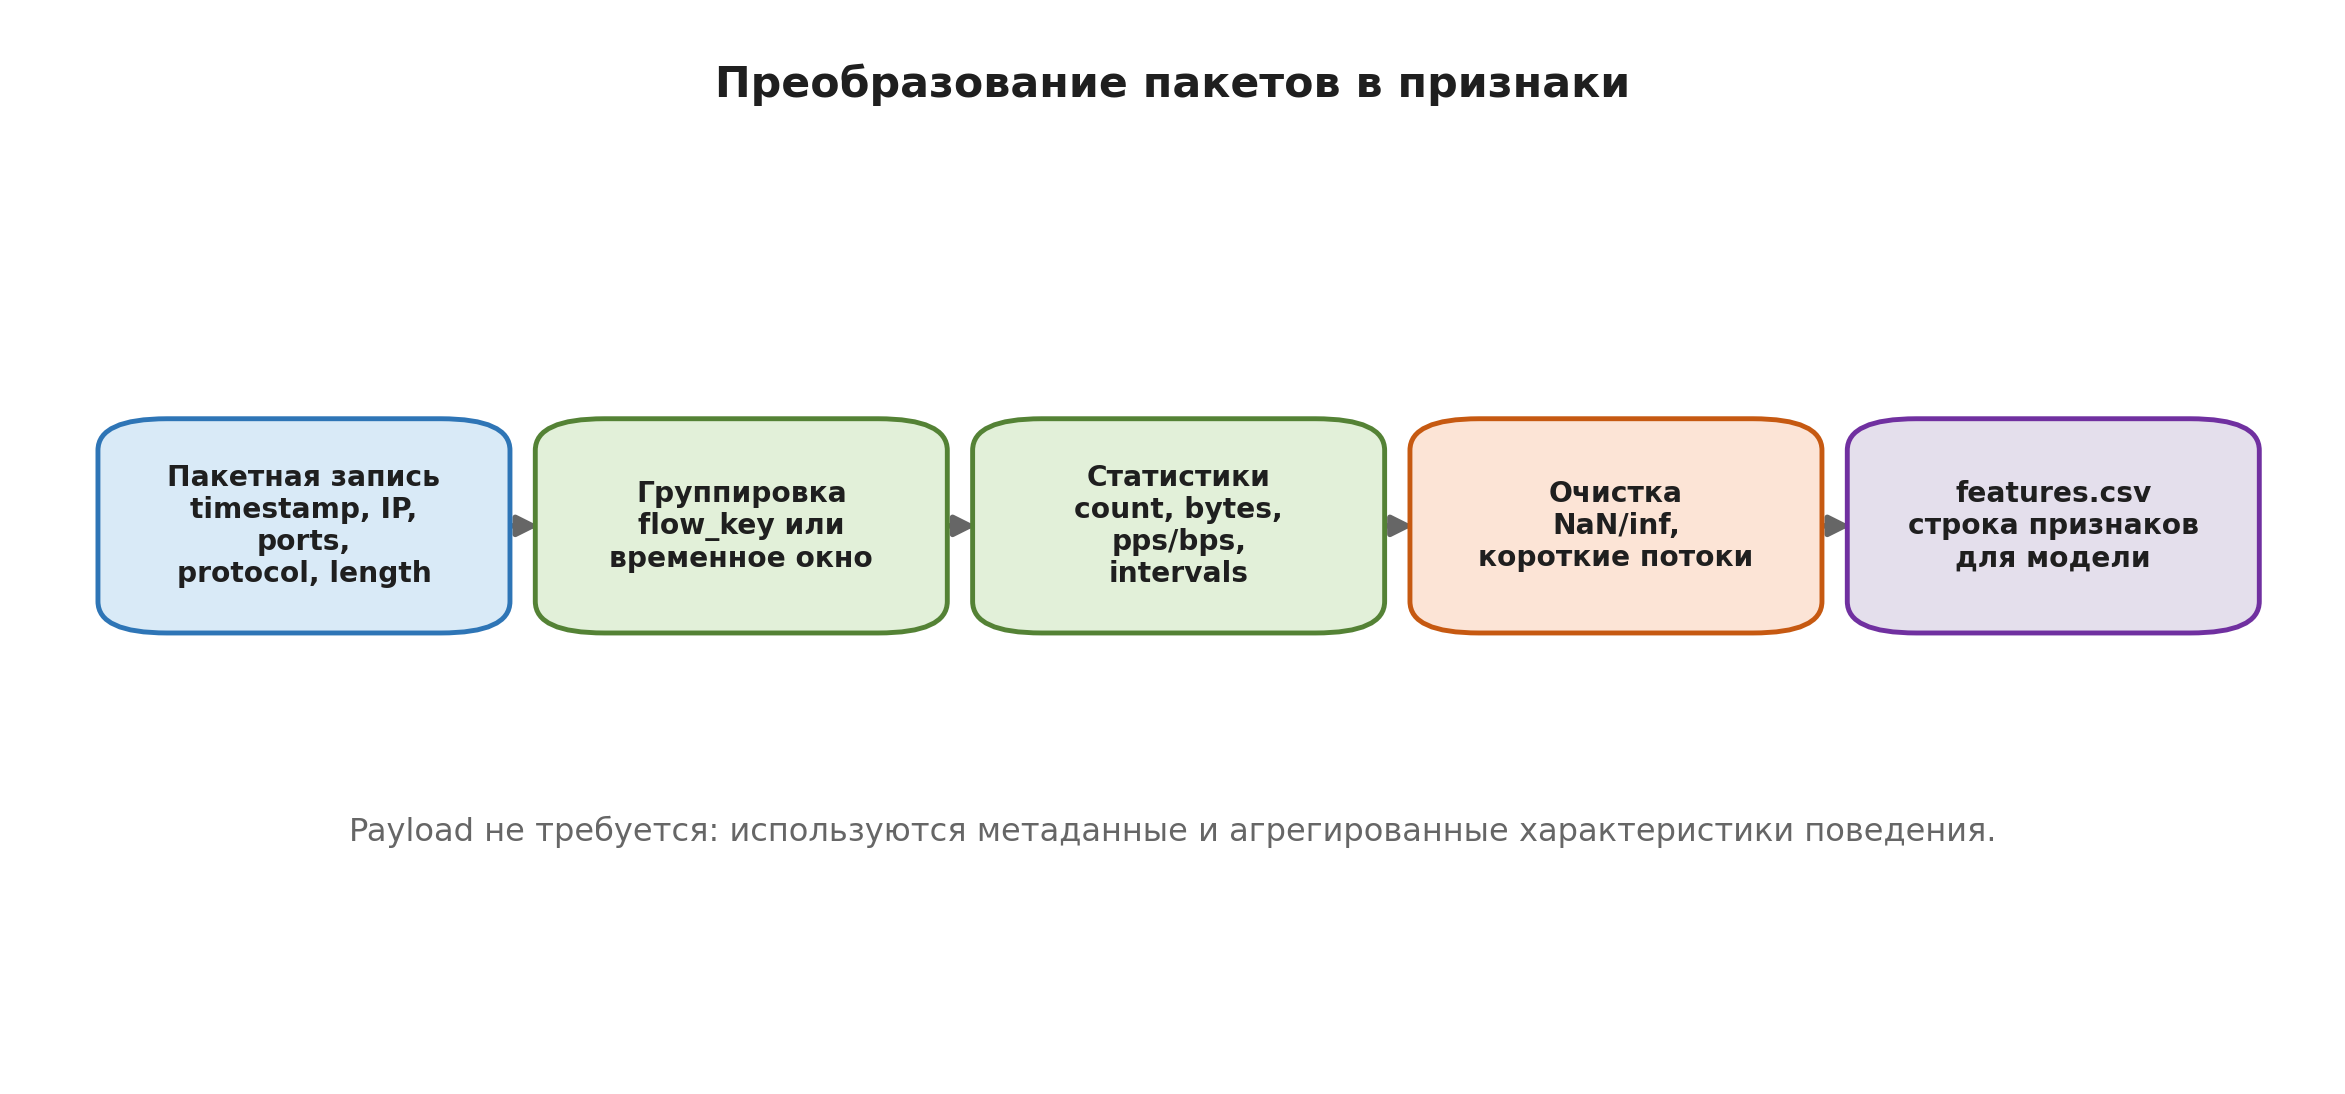 Преобразование пакетов в признаки
Пакетная запись
timestamp, IP,
ports,
protocol, length
Группировка
flow_key или
временное окно
Статистики
count, bytes,
pps/bps,
intervals
Очистка
NaN/inf,
короткие потоки
features.csv
строка признаков
для модели
Payload не требуется: используются метаданные и агрегированные характеристики поведения.